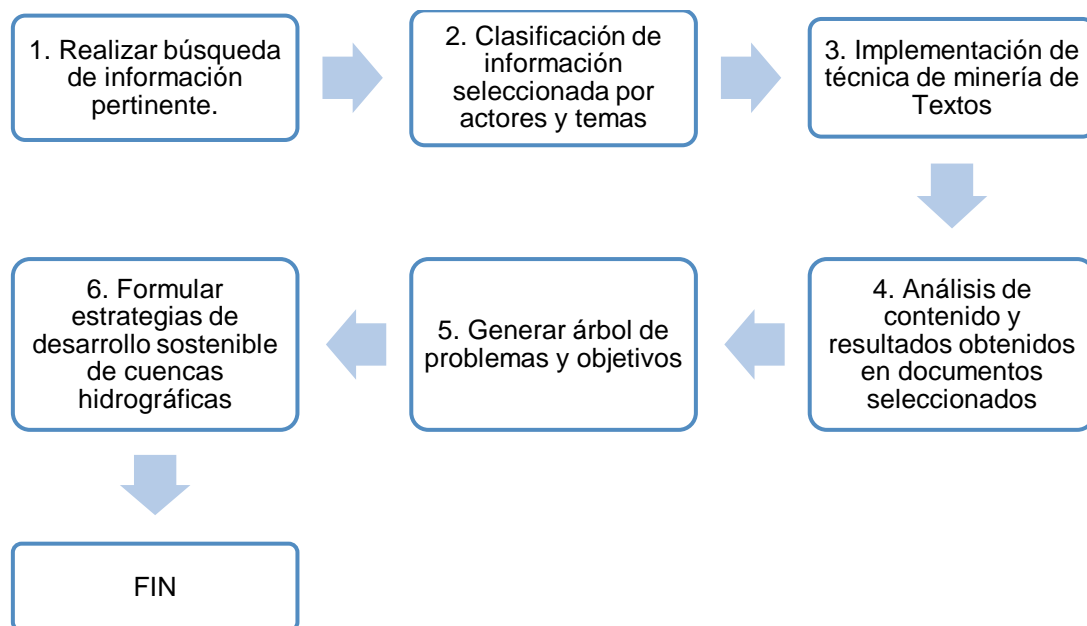 1. Realizar búsqueda
de información
pertinente.
2. Clasificación de
información
seleccionada por
actores y temas
3. Implementación de
técnica de minería de
Textos
4. Análisis de
contenido y
resultados obtenidos
en documentos
seleccionados
5. Generar árbol de
problemas y objetivos
6. Formular
estrategias de
desarrollo sostenible
de cuencas
hidrográficas
FIN